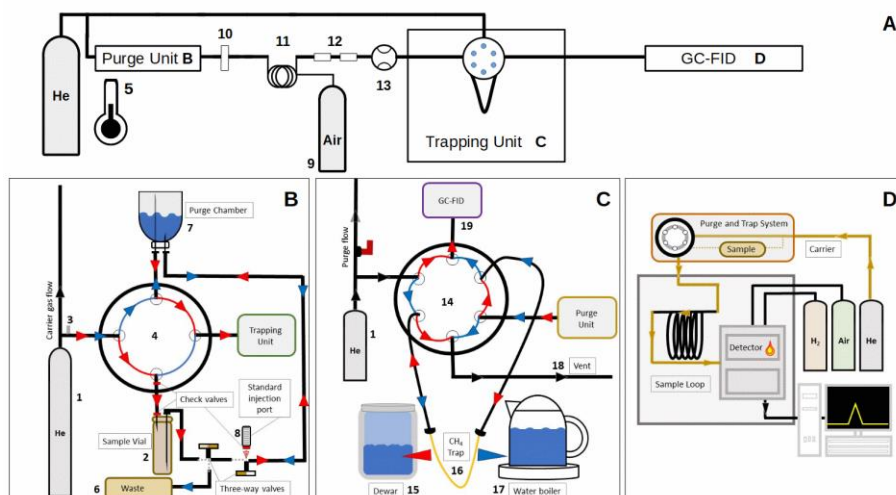 A
10
11
12
Purge Unit B
GC-FID D
5
He
13
Air
9
Trapping Unit C
B
Purge Chamber
7
Carrier gas flow
3
4
Trapping
Unit
1
He
Check valves
Standard
injection
port
8
Sample Vial
2
6
Waste
Three-way valves
C
GC-FID
19
Purge flow
14
1
He
Purge
Unit
18
Vent
CH4
Trap
16
Dewar
15
17
Water boiler
D
Purge and Trap System
Sample
Carrier
H2
Air
He
Detector
Sample Loop